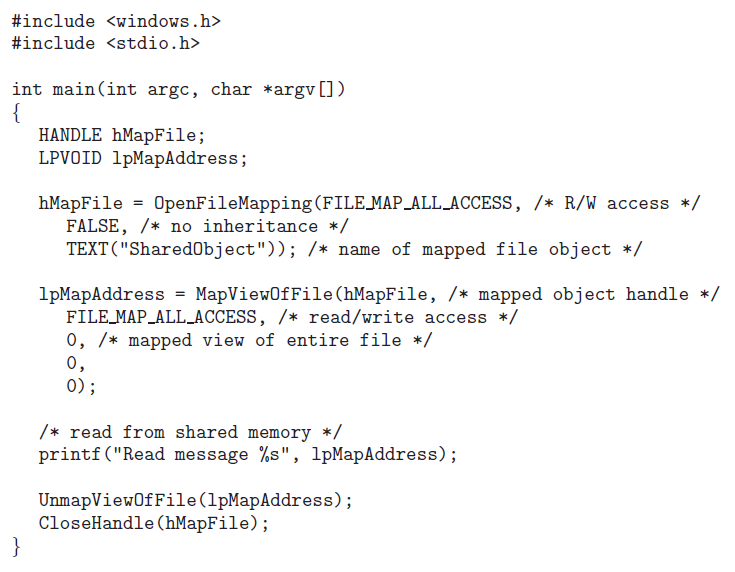 #include <windows.h>
#include <stdio.h>
int main(int argc, char *argv[])
{
HANDLE hMapFile;
LPVOID lpMapAddress;
hMapFile = OpenFileMapping(FILE_MAP_ALL_ACCESS, /* R/W access */
FALSE, /* no inheritance */
TEXT("SharedObject")); /* name of mapped file object */
lpMapAddress = MapViewOfFile(hMapFile, /* mapped object handle */
FILE_MAP_ALL_ACCESS, /* read/write access */
0, /* mapped view of entire file */
0,
0);
/* read from shared memory */
printf("Read message %s", lpMapAddress);
UnmapViewOfFile(lpMapAddress);
CloseHandle(hMapFile);
}